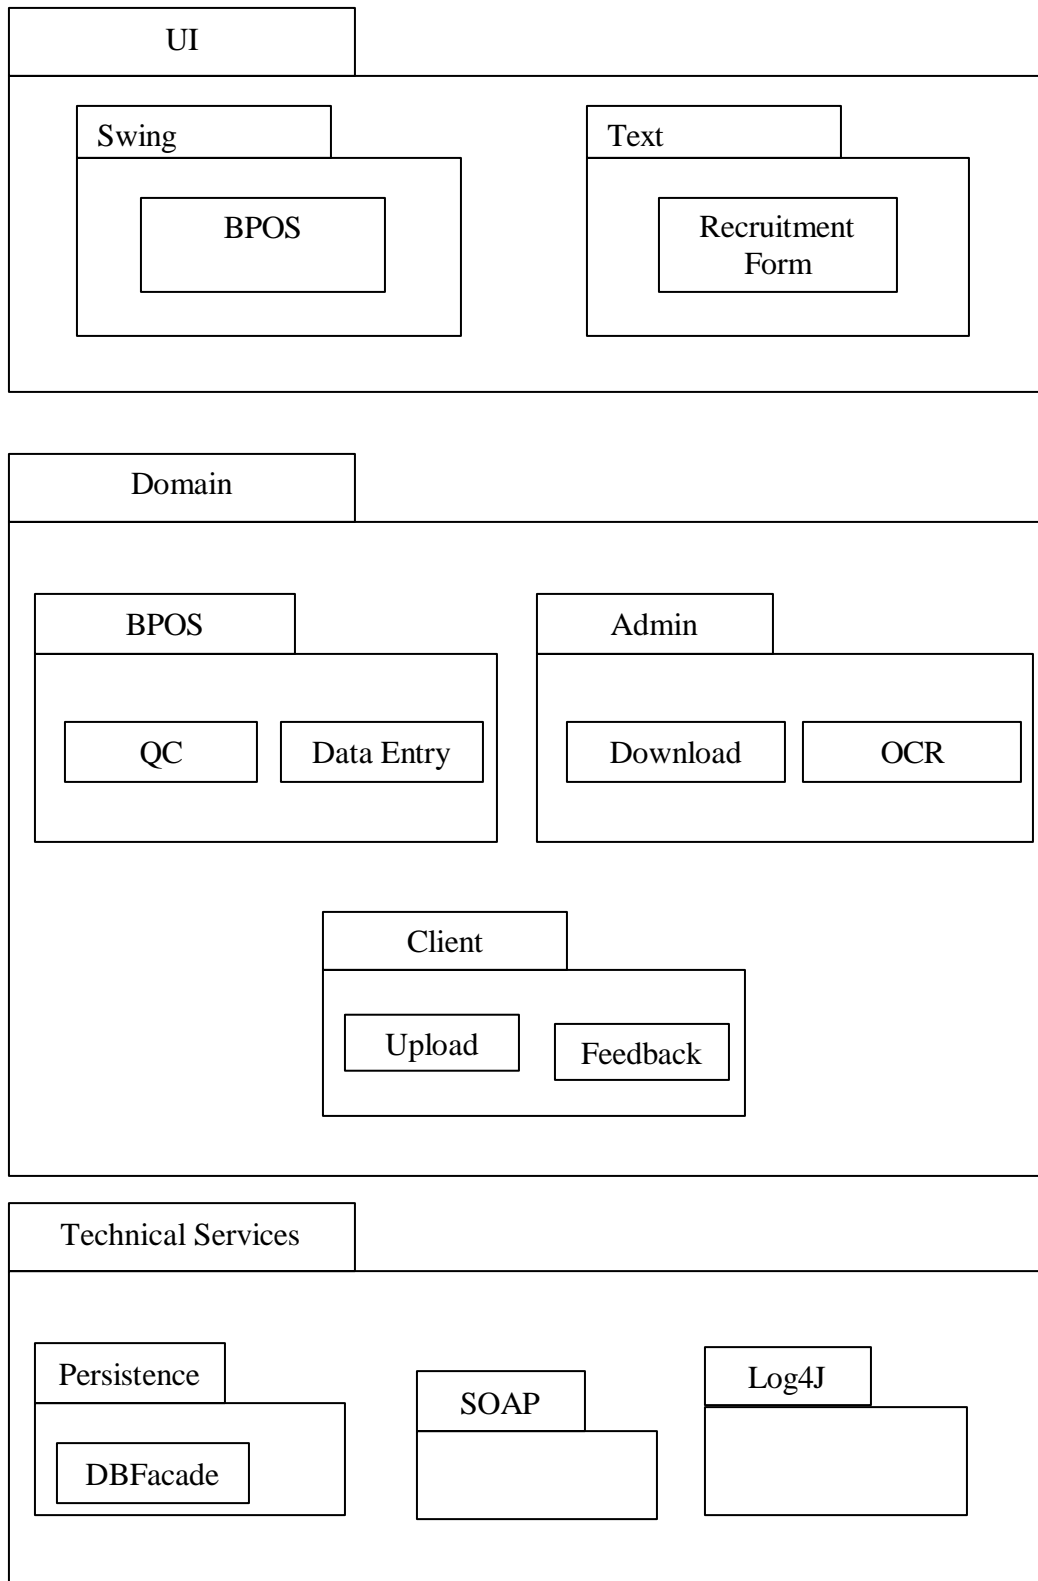 UI
Swing
Text
BPOS
Recruitment
Form
Domain
BPOS
Admin
QC
Data Entry
Download
OCR
Client
Upload
Feedback
Technical Services
Persistence
SOAP
Log4J
DBFacade